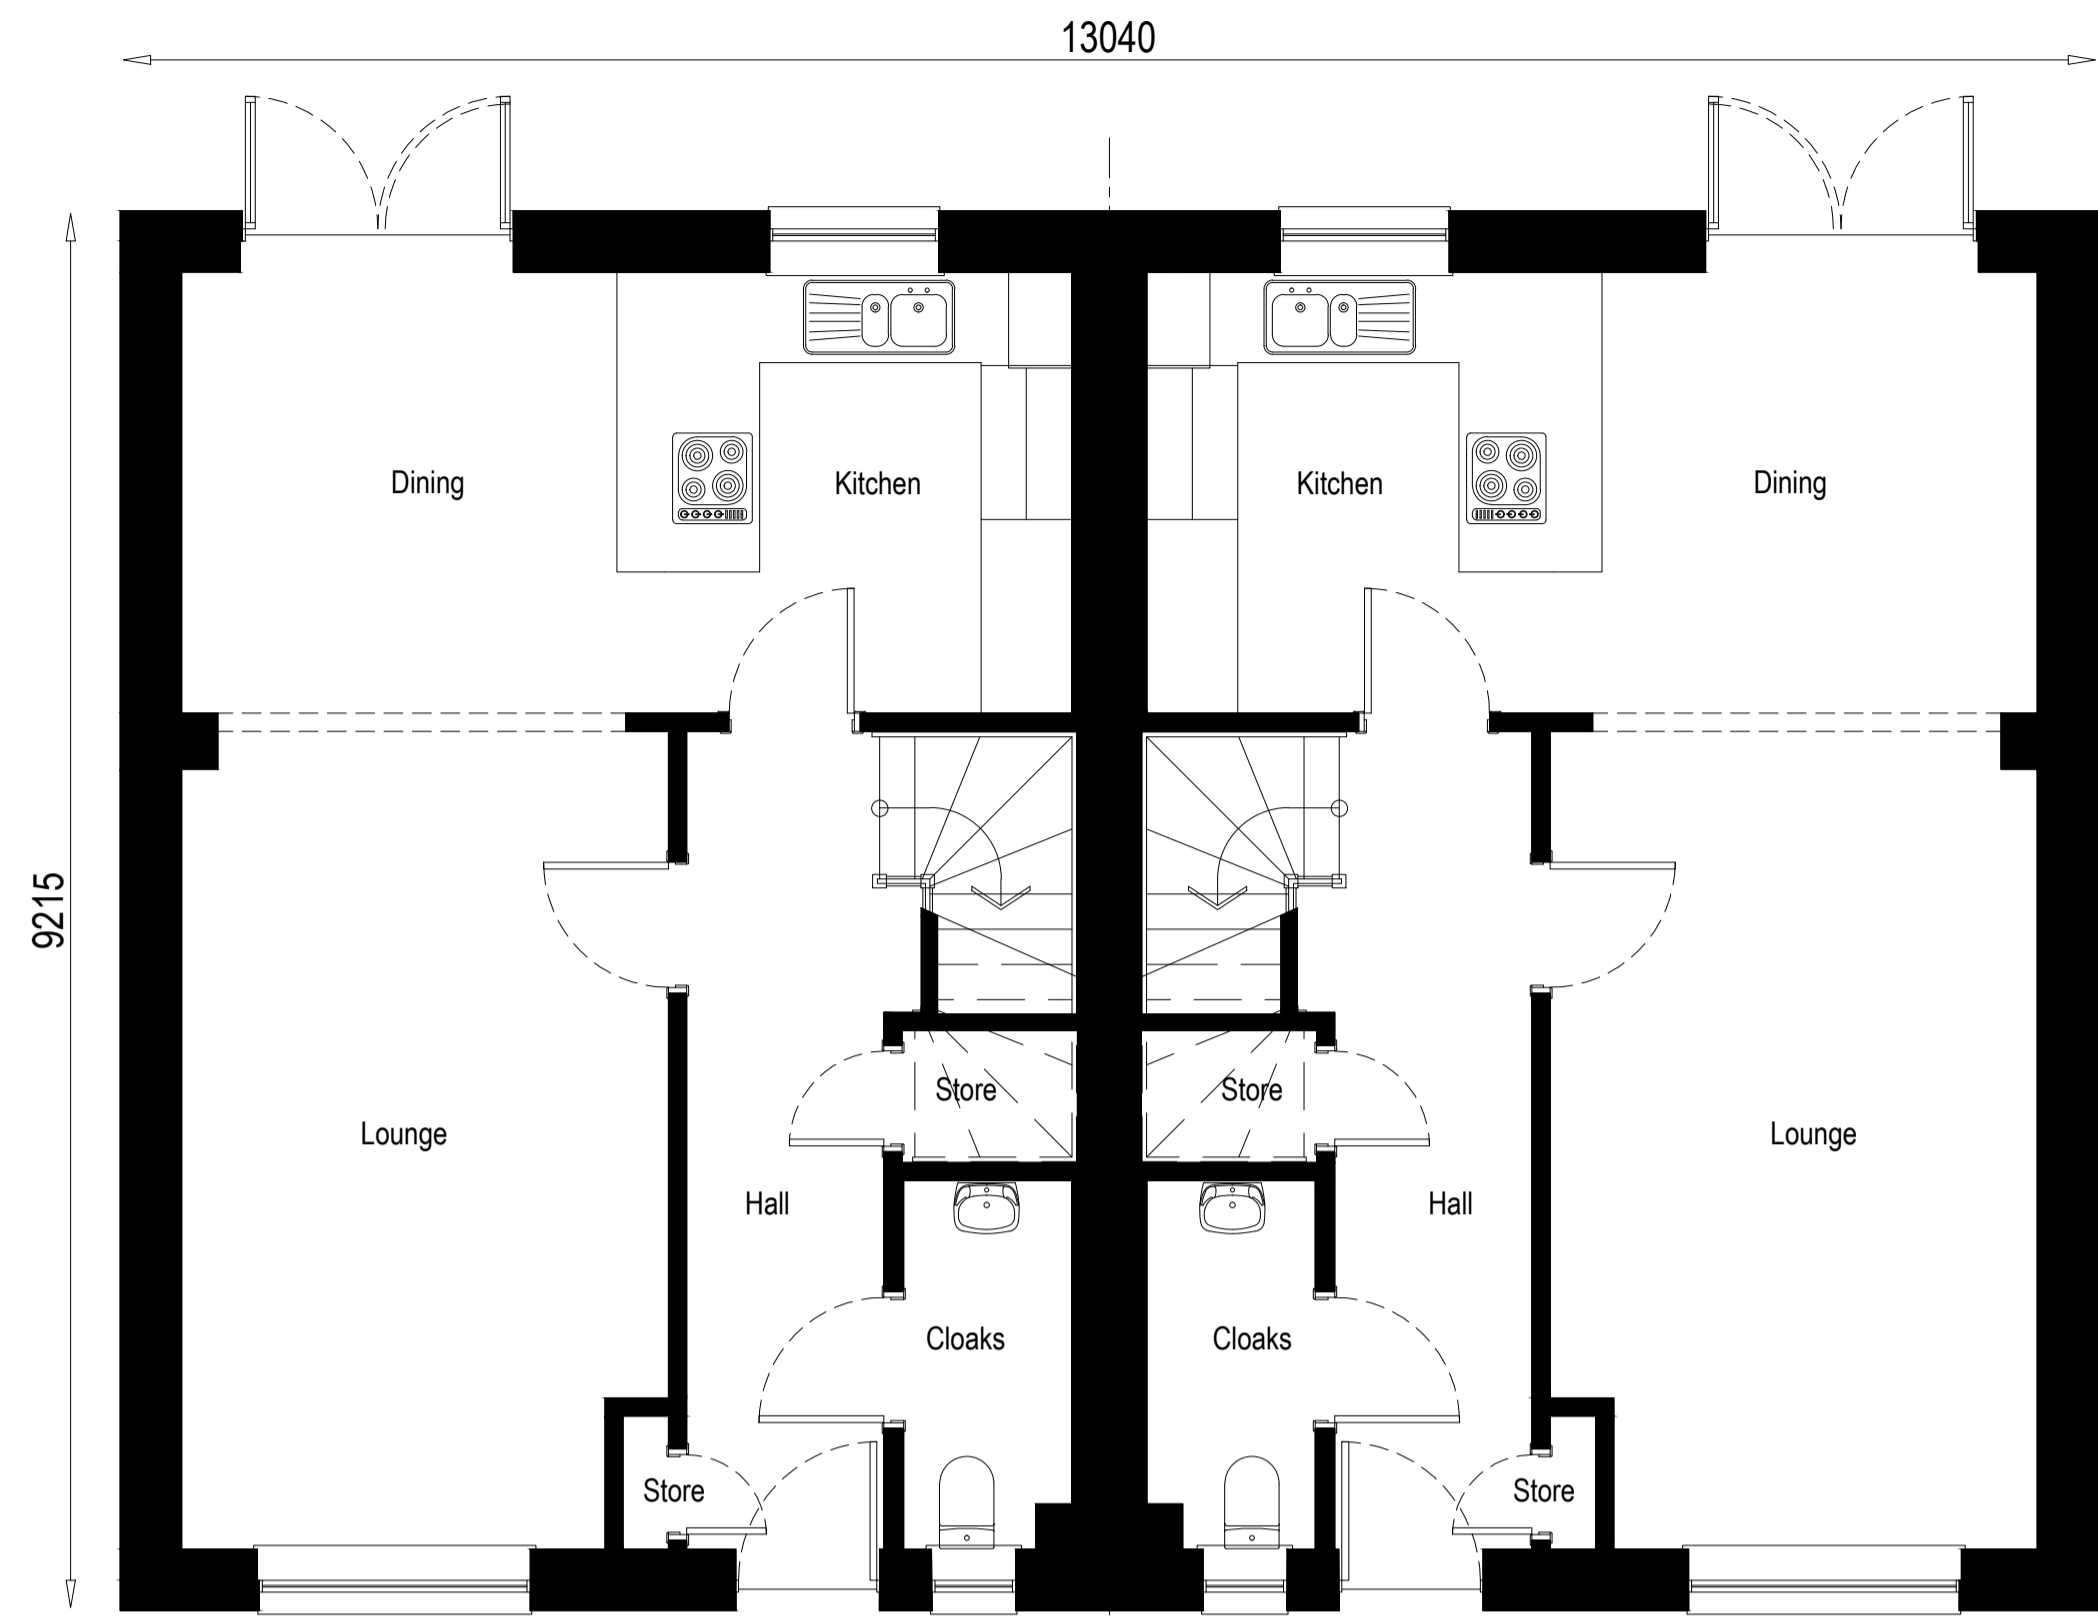 13040
Dining
Kitchen
Kitchen
Dining
9215
Store
Store
Lounge
Lounge
Hall
Hall
Cloaks
Cloaks
Store
Store